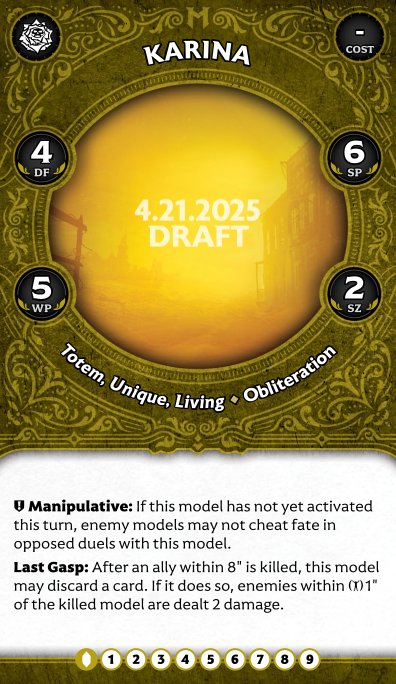 KARINA
-
COST
4
DF
6
SP
4.21.2025
DRAFT
5
WP
2
SZ
Totem, Unique, Living • Obliteration
Manipulative: If this model has not yet activated
this turn, enemy models may not cheat fate in
opposed duels with this model.
Last Gasp: After an ally within 8" is killed, this model
may discard a card. If it does so, enemies within 1"
of the killed model are dealt 2 damage.
1 2 3 4 5 6 7 8 9